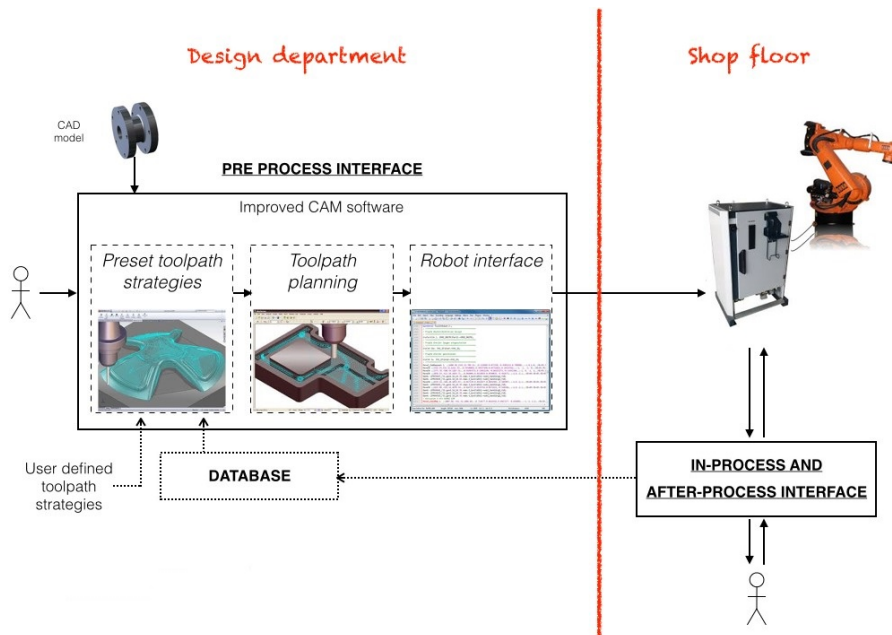 Design department
Shop floor
CAD
model
PRE PROCESS INTERFACE
Improved CAM software
Preset toolpath
strategies
Toolpath
planning
Robot interface
User defined
toolpath
strategies
DATABASE
IN-PROCESS AND
AFTER-PROCESS INTERFACE